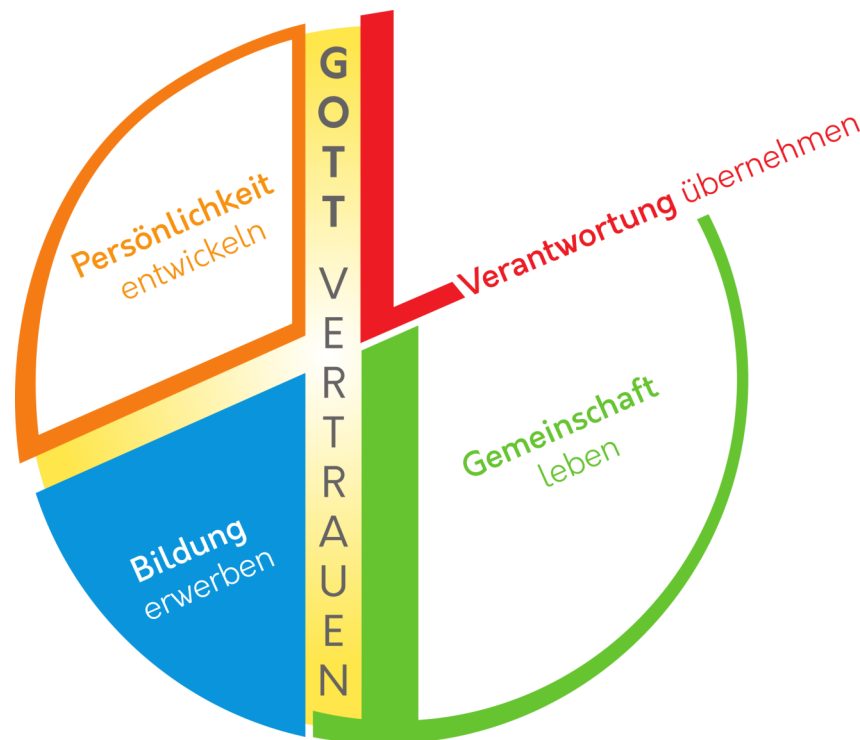 GOTT VERTRAUEN
Persönlichkeit
entwickeln
Verantwortung übernehmen
Gemeinschaft
leben
Bildung
erwerben